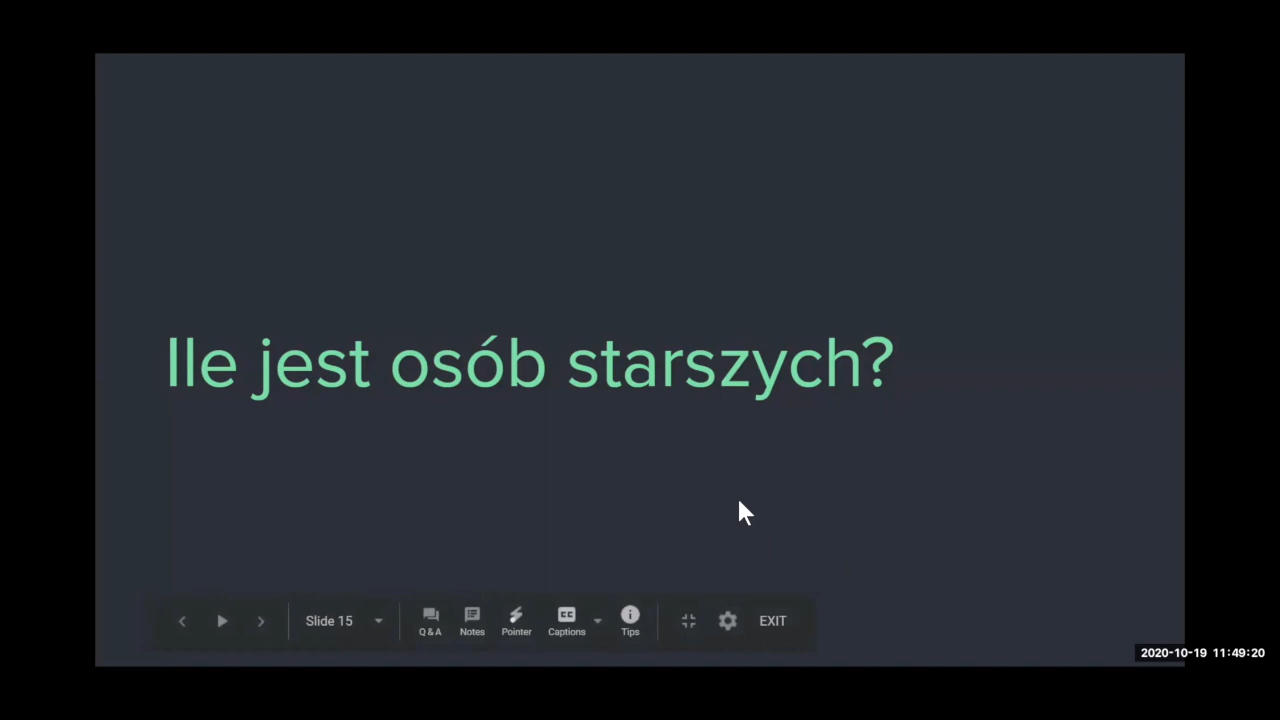 Ile jest osób starszych?
Slide 15
Q & A
Notes
Pointer
Captions
Tips
EXIT
2020-10-19 11:49:20